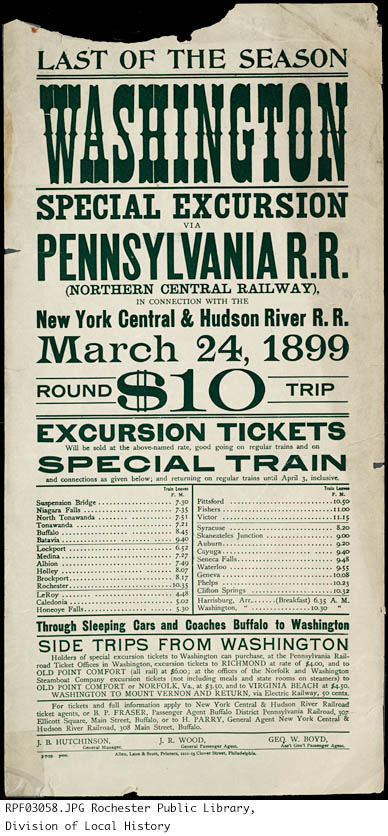 LAST OF THE SEASON
WASHINGTON
SPECIAL EXCURSION
VIA
PENNSYLVANIA R.R.
(NORTHERN CENTRAL RAILWAY),
IN CONNECTION WITH THE
New York Central & Hudson River R. R.
March 24, 1899
ROUND $10 TRIP
EXCURSION TICKETS
Will be sold at the above-named rate, good going on regular trains and on
SPECIAL TRAIN
and connections as given below; and returning on regular trains until April 3, inclusive.
Train Leaves
P. M.
Suspension Bridge 7.30
Niagara Falls 7.35
North Tonawanda 7.51
Tonawanda 7.21
Buffalo 8.45
Batavia 9.40
Lockport 6.52
Medina 7.27
Albion 7.49
Holley 8.07
Brockport 8.17
Rochester 10.35
LeRoy 4.48
Caledonia 5.02
Honeoye Falls 5.30
Train Leaves
P. M.
Pittsford 10.50
Fishers 11.00
Victor 11.15
Syracuse 8.20
Skaneateles Junction 9.00
Auburn 9.20
Cayuga 9.40
Seneca Falls 9.48
Waterloo 9.55
Geneva 10.08
Phelps 10.23
Clifton Springs 10.32
Harrisburg, Arr. (Breakfast) 6.35 A. M.
Washington, " 10.30 "
Through Sleeping Cars and Coaches Buffalo to Washington
SIDE TRIPS FROM WASHINGTON
Holders of special excursion tickets to Washington can purchase, at the Pennsylvania Rail-
road Ticket Offices in Washington, excursion tickets to RICHMOND at rate of $4.00, and to
OLD POINT COMFORT (all rail) at $6.00; at the offices of the Norfolk and Washington
Steamboat Company excursion tickets (not including meals and state rooms on steamers) to
OLD POINT COMFORT or NORFOLK, Va., at $3.50, and to VIRGINIA BEACH at $4.50.
WASHINGTON TO MOUNT VERNON AND RETURN, via Electric Railway, 50 cents.
For tickets and full information apply to New York Central & Hudson River Railroad
ticket agents, or B. P. FRASER, Passenger Agent Buffalo District Pennsylvania Railroad, 307
Ellicott Square, Main Street, Buffalo, or to H. PARRY, General Agent New York Central &
Hudson River Railroad, 308 Main Street, Buffalo.
J. B. HUTCHINSON, J. R. WOOD, GEO. W. BOYD,
General Manager. General Passenger Agent. Ass't Gen'l Passenger Agent.
Allen, Lane & Scott, Printers, Clover Street, Philadelphia.
RPF03058.JPG Rochester Public Library,
Division of Local History